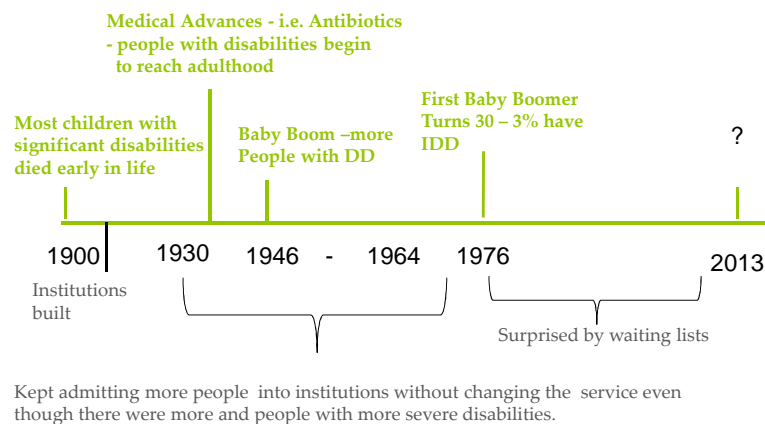 Medical Advances - i.e. Antibiotics
- people with disabilities begin
to reach adulthood
First Baby Boomer
Turns 30 – 3% have
IDD
Most children with
significant disabilities
died early in life
Baby Boom –more
People with DD
?
1900
1930
1946 - 1964
1976
2013
Institutions
built
Surprised by waiting lists
Kept admitting more people into institutions without changing the service even
though there were more and people with more severe disabilities.